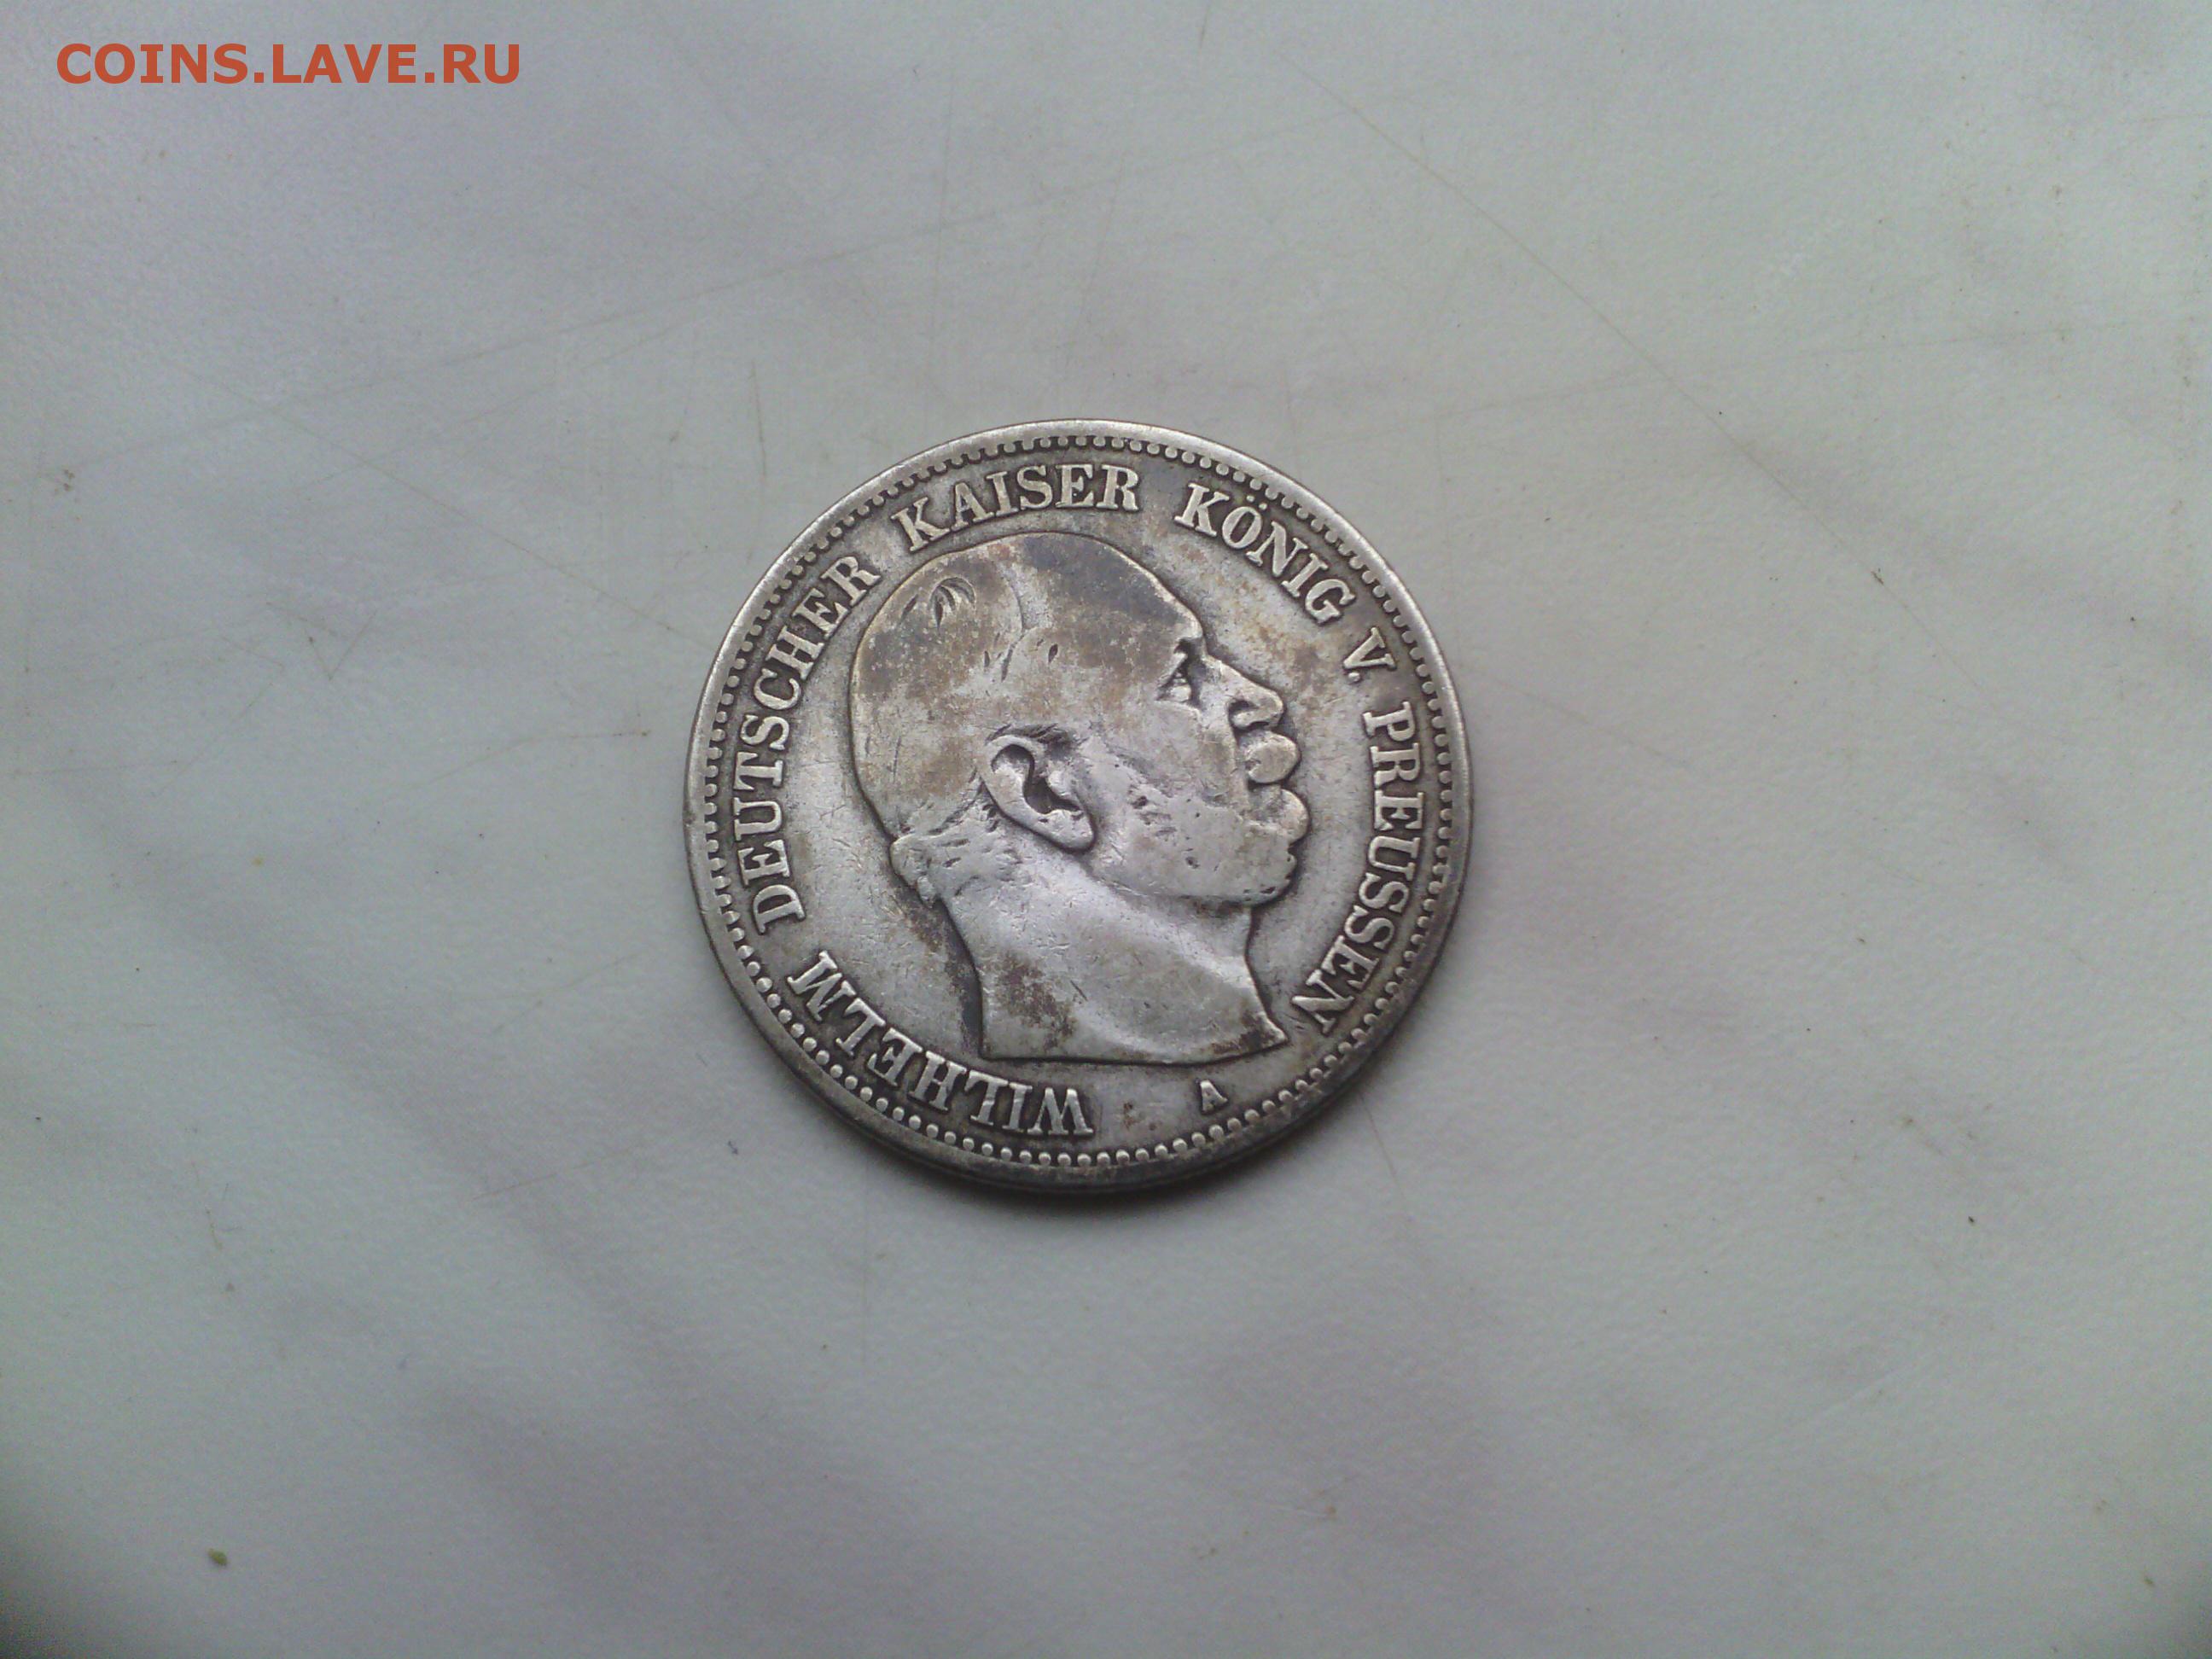 COINS.LAVE.RU
WILHELM DEUTSCHER KAISER KÖNIG V. PREUSSEN
A